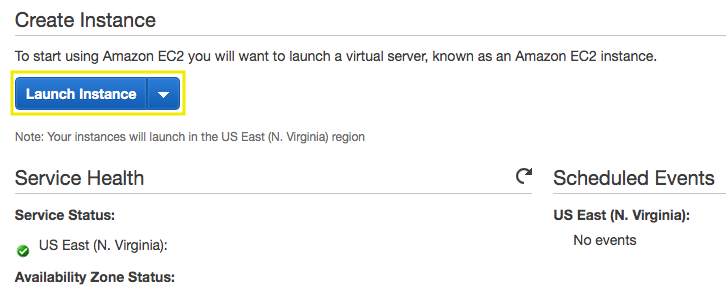 Create Instance
To start using Amazon EC2 you will want to launch a virtual server, known as an Amazon EC2 instance.
Launch Instance
Note: Your instances will launch in the US East (N. Virginia) region
Service Health
Scheduled Events
Service Status:
US East (N. Virginia):
US East (N. Virginia):
No events
Availability Zone Status: